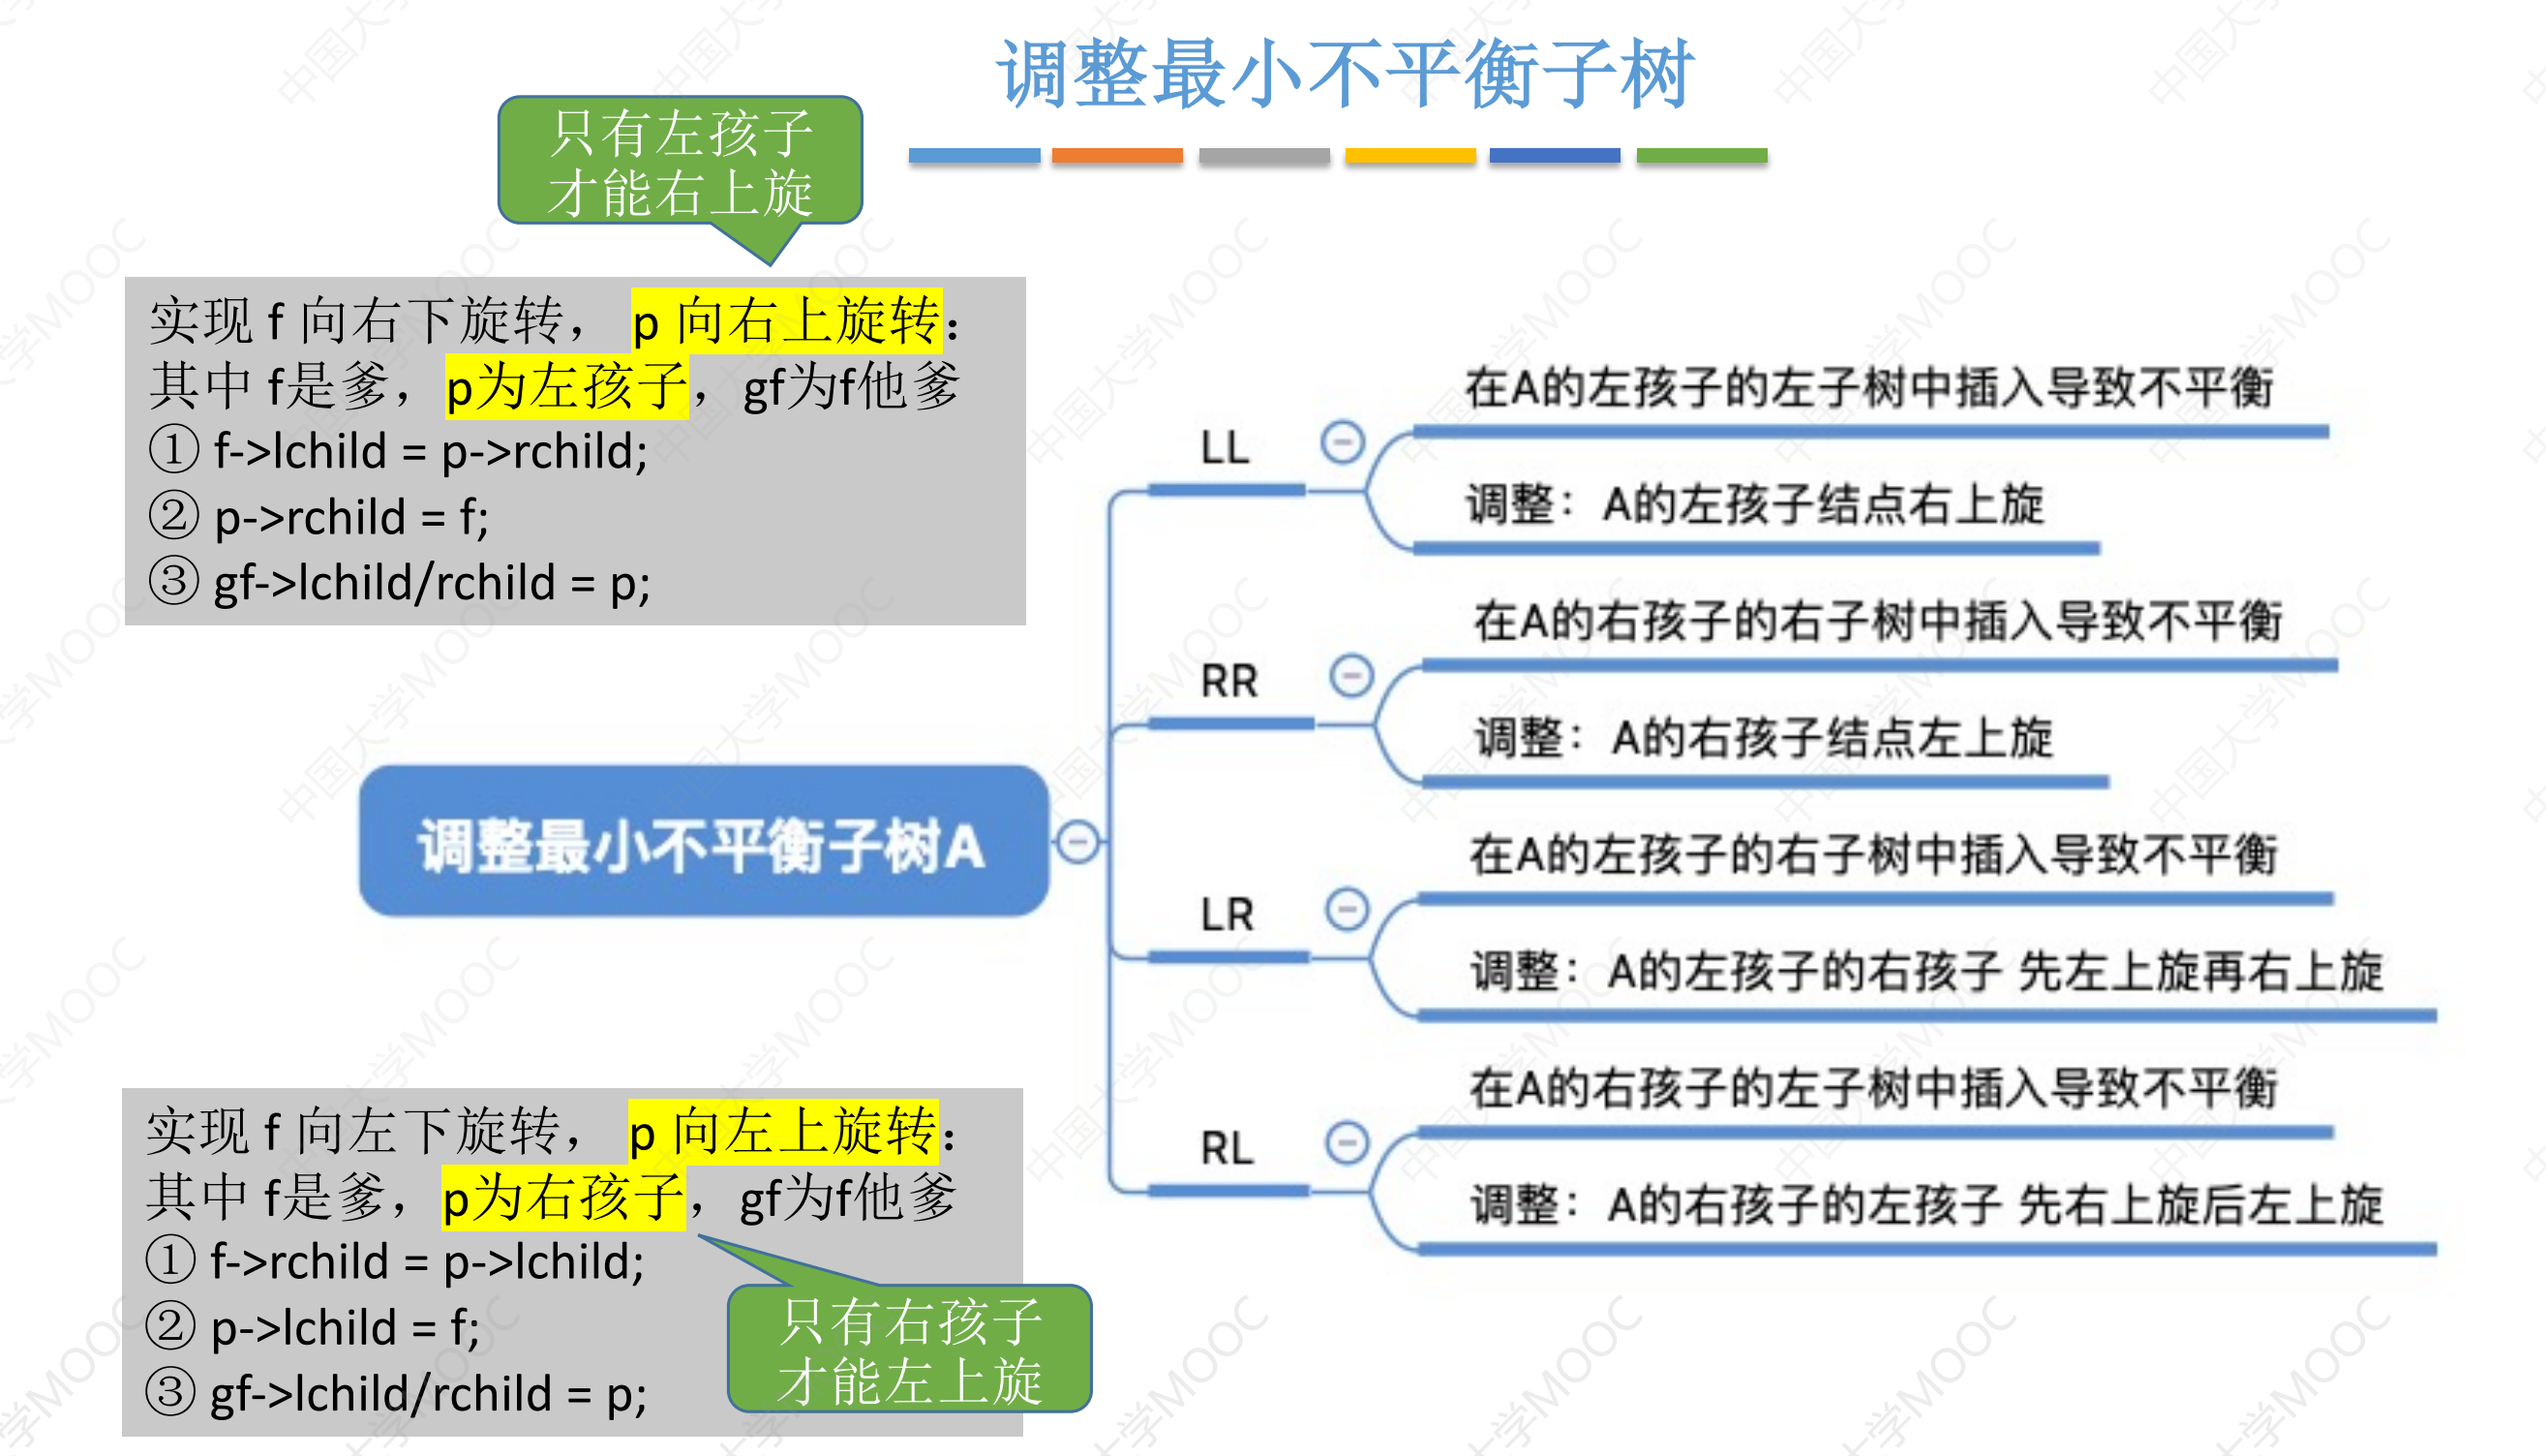 调整最小不平衡子树
只有左孩子
才能右上旋
实现 f 向右下旋转， p 向右上旋转：
其中 f是爹，p为左孩子，gf为f他爹
① f->lchild = p->rchild;
② p->rchild = f;
③ gf->lchild/rchild = p;
调整最小不平衡子树A
LL
在A的左孩子的左子树中插入导致不平衡
调整：A的左孩子结点右上旋
RR
在A的右孩子的右子树中插入导致不平衡
调整：A的右孩子结点左上旋
LR
在A的左孩子的右子树中插入导致不平衡
调整：A的左孩子的右孩子 先左上旋再右上旋
RL
在A的右孩子的左子树中插入导致不平衡
调整：A的右孩子的左孩子 先右上旋后左上旋
实现 f 向左下旋转， p 向左上旋转：
其中 f是爹，p为右孩子，gf为f他爹
① f->rchild = p->lchild;
② p->lchild = f;
③ gf->lchild/rchild = p;
只有右孩子
才能左上旋
中国大学MOOC